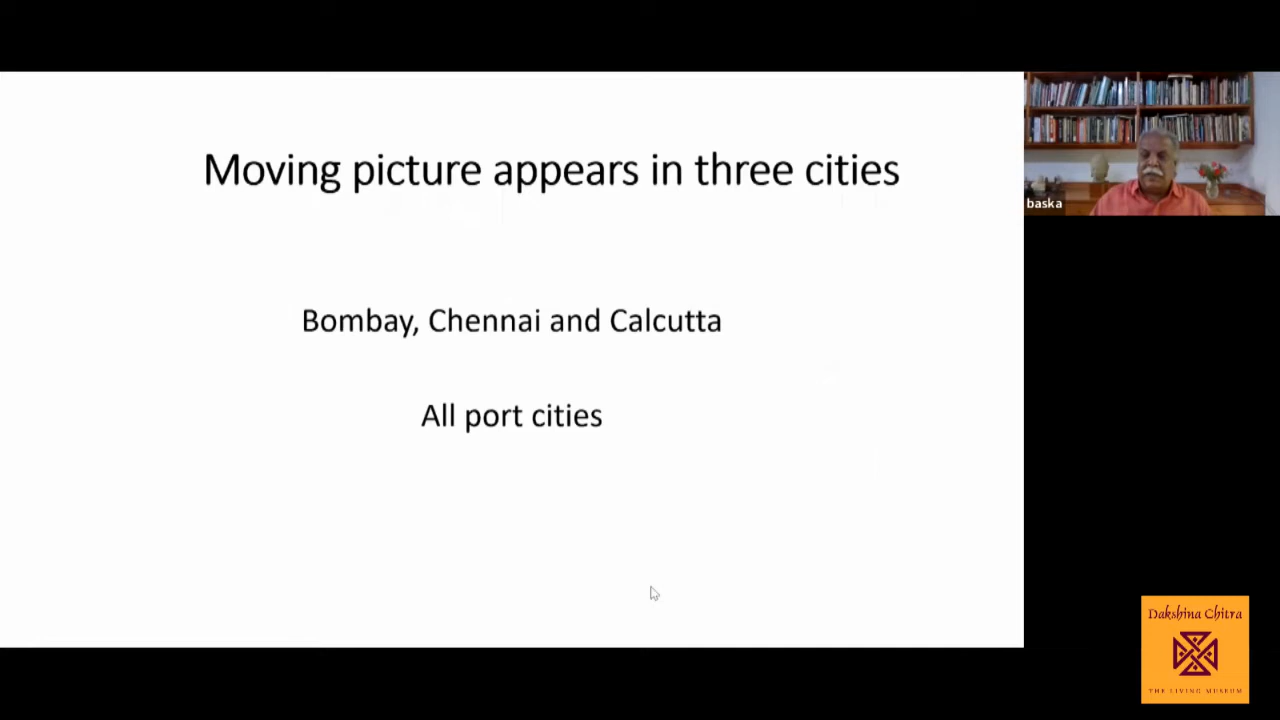 Moving picture appears in three cities
Bombay, Chennai and Calcutta
All port cities
baska
Dakshina Chitra
THE LIVING MUSEUM